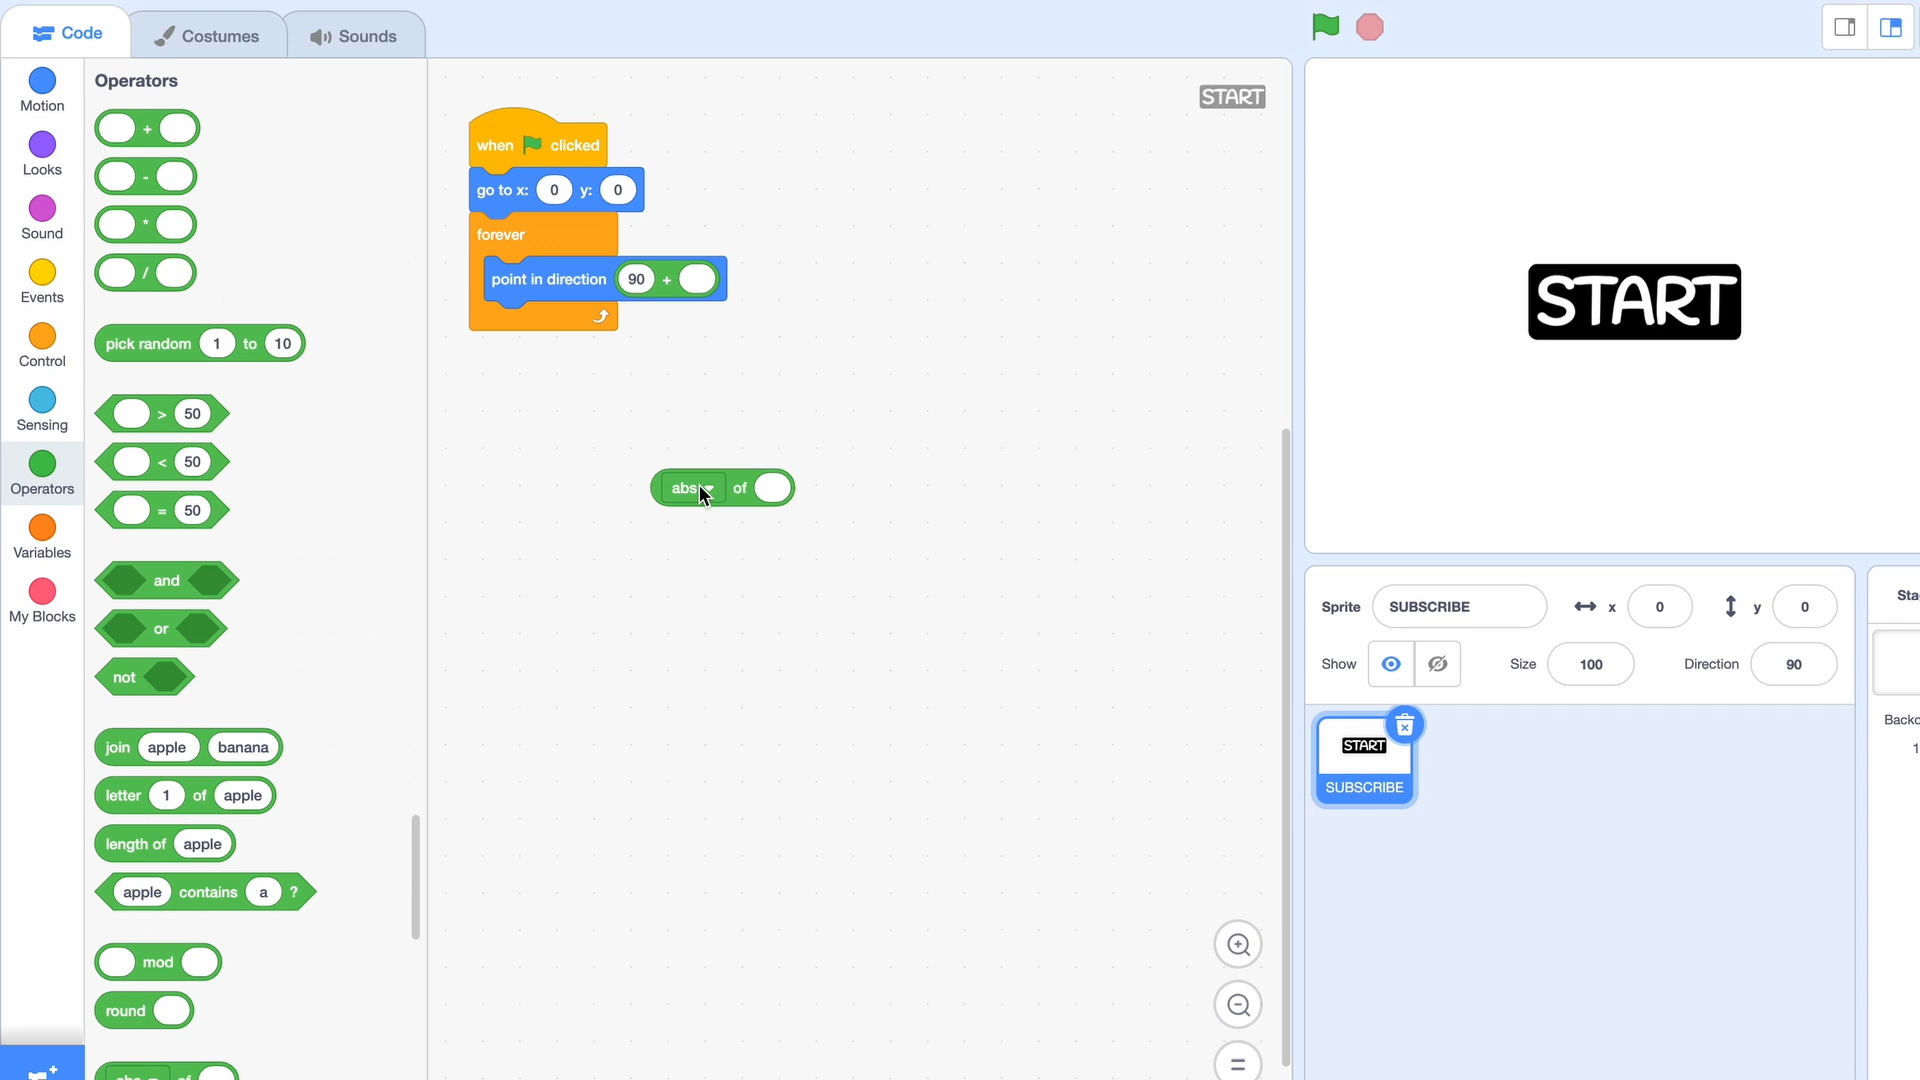 Code
Costumes
Sounds
Motion
Looks
Sound
Events
Control
Sensing
Operators
Variables
My Blocks
Operators
+
-
*
/
pick random 1 to 10
> 50
< 50
= 50
and
or
not
join apple banana
letter 1 of apple
length of apple
apple contains a ?
mod
round
when clicked
go to x: 0 y: 0
forever
point in direction 90 +
abs of
START
START
Sprite SUBSCRIBE x 0 y 0
Show Size 100 Direction 90
START
SUBSCRIBE